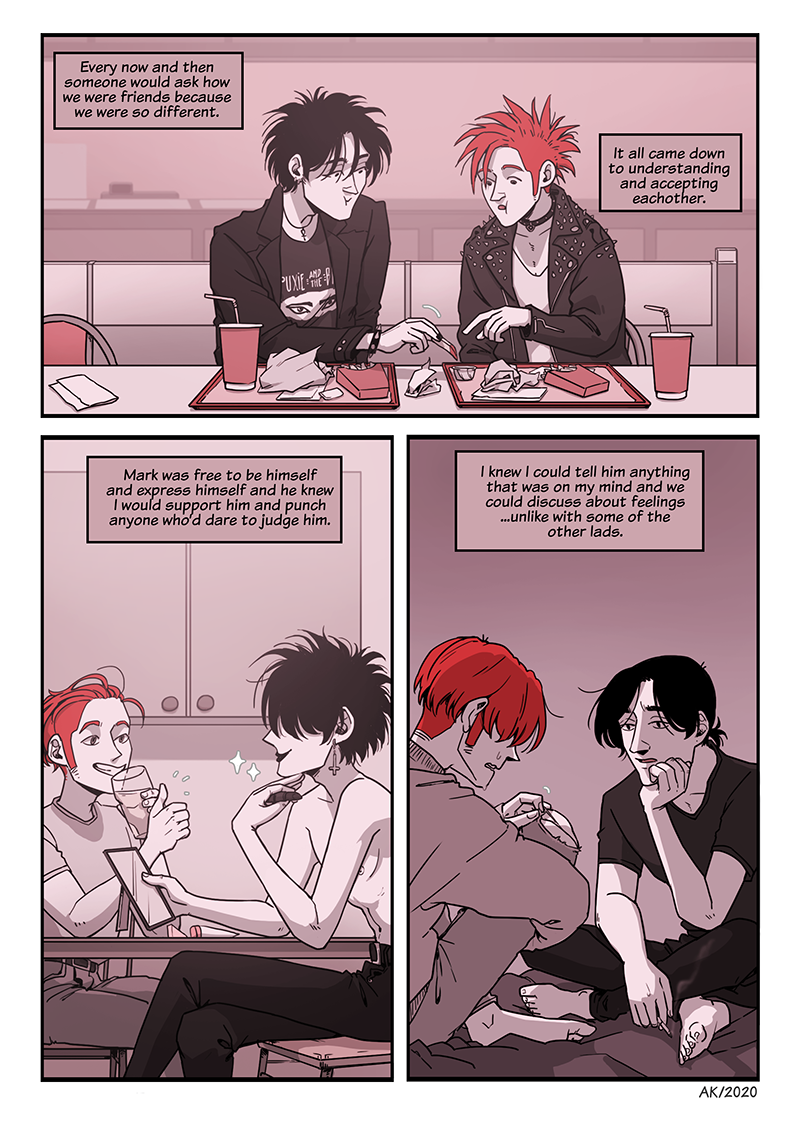 Every now and then
someone would ask how
we were friends because
we were so different.
It all came down
to understanding
and accepting
eachother.
PUXIE AND
THE
Mark was free to be himself
and express himself and he knew
I would support him and punch
anyone who'd dare to judge him.
I knew I could tell him anything
that was on my mind and we
could discuss about feelings
...unlike with some of the
other lads.
AK/2020